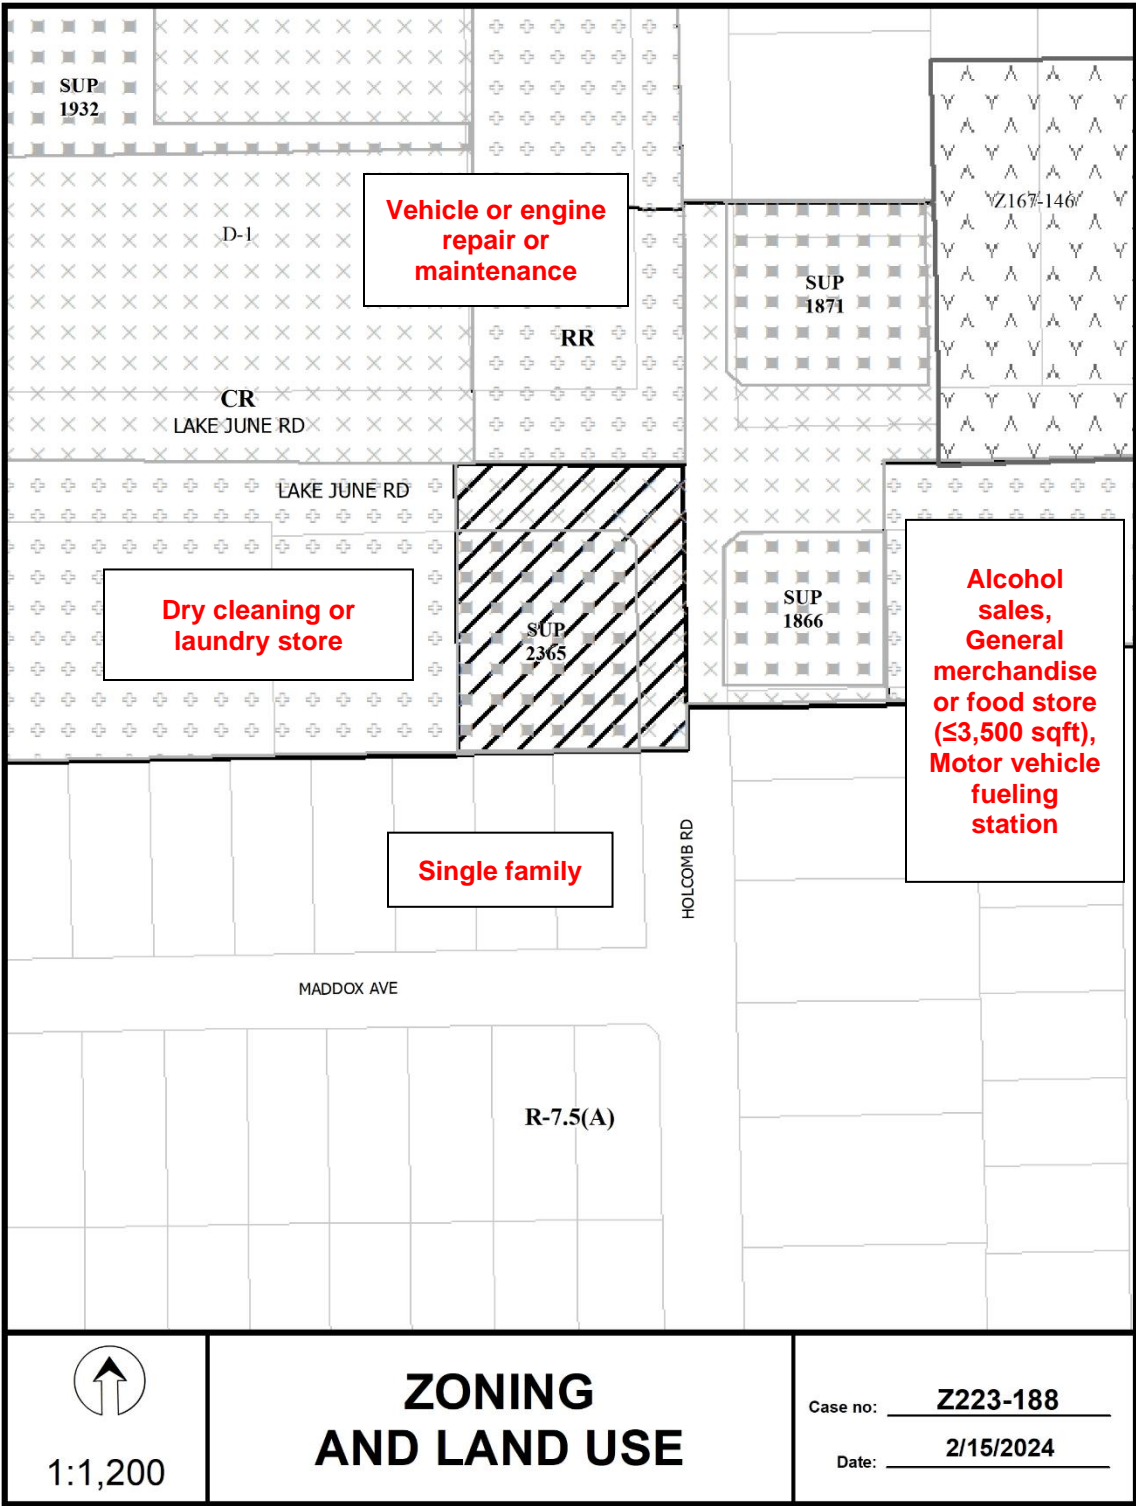 SUP
1932
Z167-146
Vehicle or engine
repair or
maintenance
D-1
SUP
1871
RR
CR
LAKE JUNE RD
LAKE JUNE RD
Alcohol
sales,
General
merchandise
or food store
(≤3,500 sqft),
Motor vehicle
fueling
station
Dry cleaning or
laundry store
SUP
2365
SUP
1866
Single family
HOLCOMB RD
MADDOX AVE
R-7.5(A)
1:1,200
ZONING
AND LAND USE
Case no: Z223-188
Date: 2/15/2024